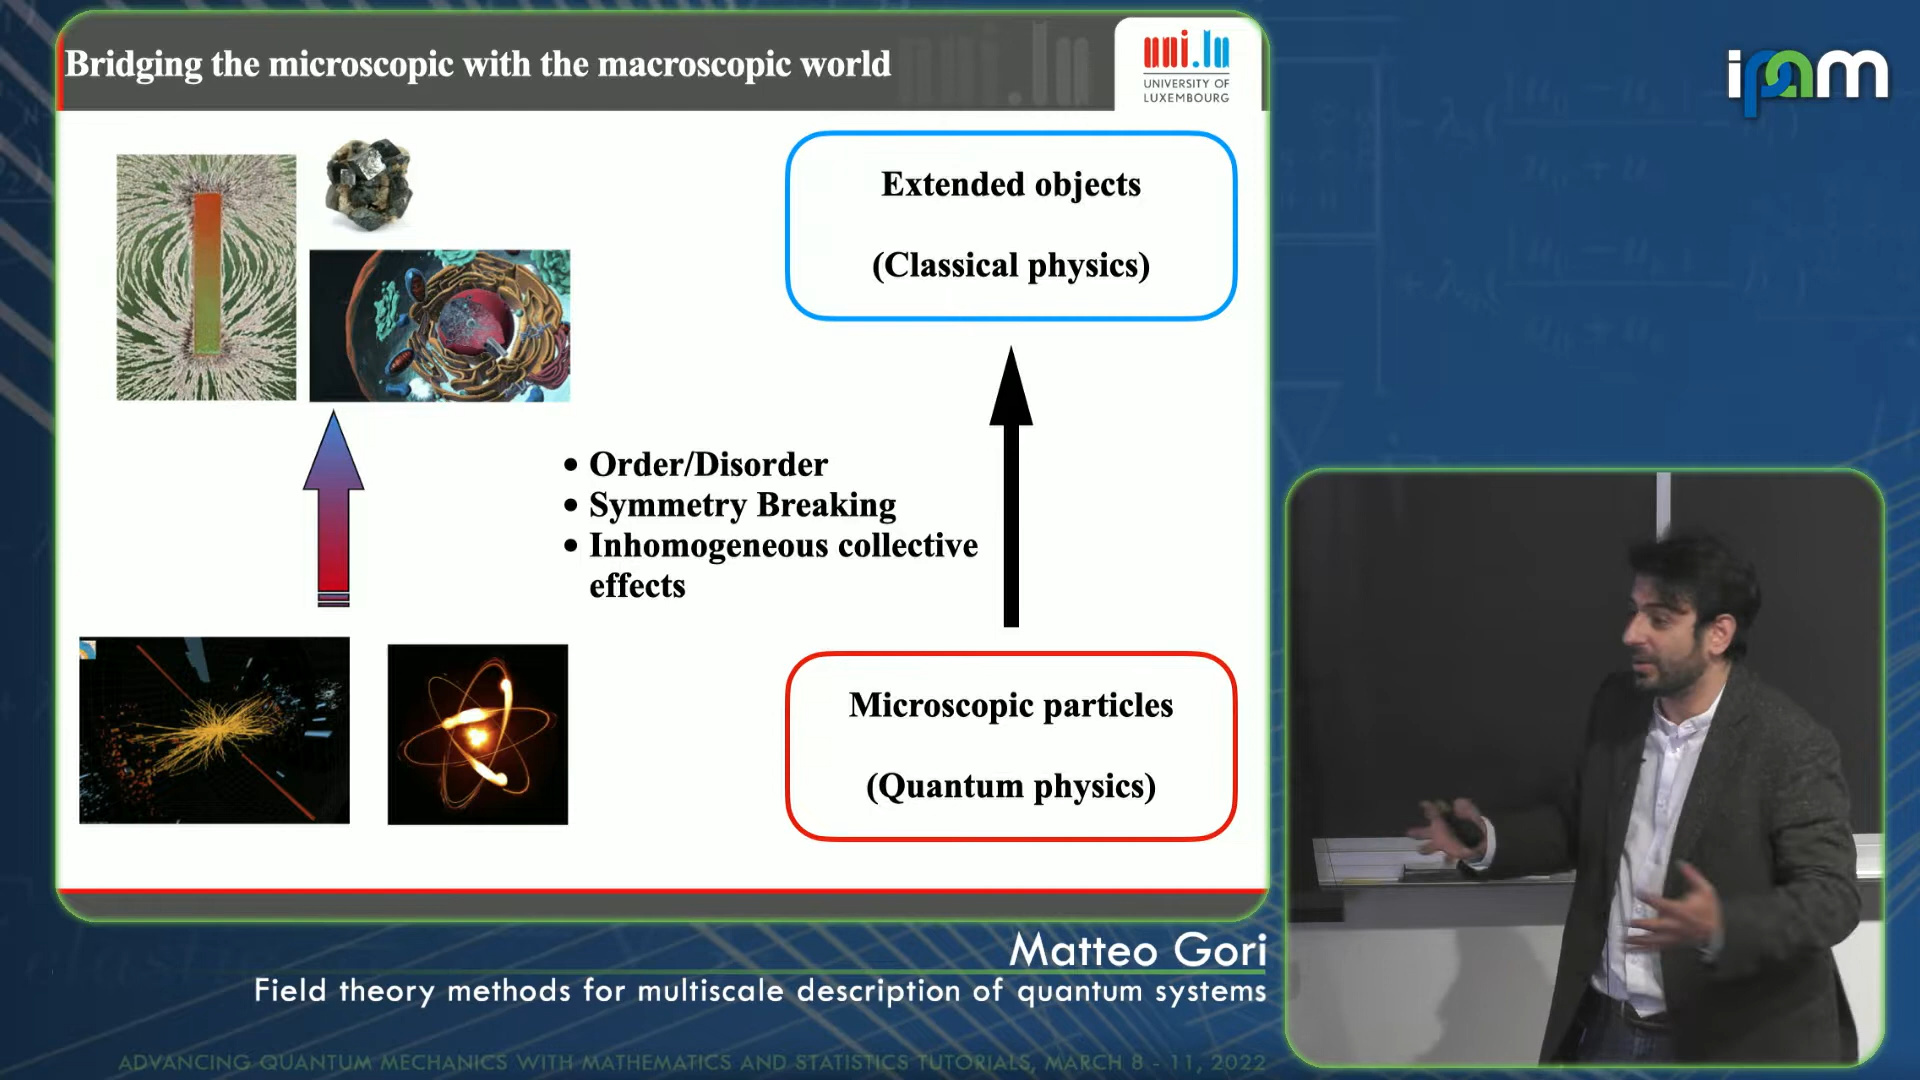 Bridging the microscopic with the macroscopic world
uni.lu
UNIVERSITY OF
LUXEMBOURG
ipam
Extended objects
(Classical physics)
• Order/Disorder
• Symmetry Breaking
• Inhomogeneous collective
effects
Microscopic particles
(Quantum physics)
Matteo Gori
Field theory methods for multiscale description of quantum systems
ADVANCING QUANTUM MECHANICS WITH MATHEMATICS AND STATISTICS TUTORIALS, MARCH 8 - 11, 2022